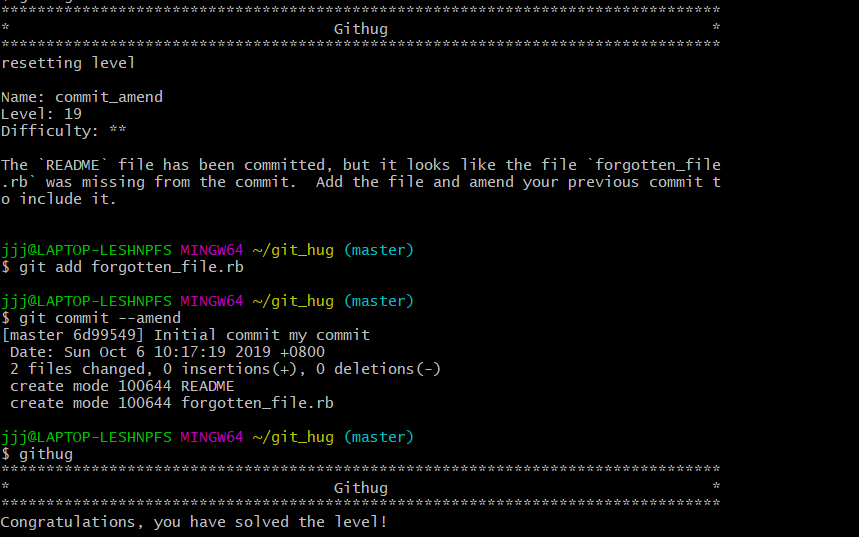 ********************************************************************************
*                                    Githug                                    *
********************************************************************************
resetting level
Name: commit_amend
Level: 19
Difficulty: **
The `README` file has been committed, but it looks like the file `forgotten_file
.rb` was missing from the commit.  Add the file and amend your previous commit t
o include it.
jjj@LAPTOP-LESHNPFS MINGW64 ~/git_hug (master)
$ git add forgotten_file.rb
jjj@LAPTOP-LESHNPFS MINGW64 ~/git_hug (master)
$ git commit --amend
[master 6d99549] Initial commit my commit
 Date: Sun Oct 6 10:17:19 2019 +0800
 2 files changed, 0 insertions(+), 0 deletions(-)
 create mode 100644 README
 create mode 100644 forgotten_file.rb
jjj@LAPTOP-LESHNPFS MINGW64 ~/git_hug (master)
$ githug
********************************************************************************
*                                    Githug                                    *
********************************************************************************
Congratulations, you have solved the level!